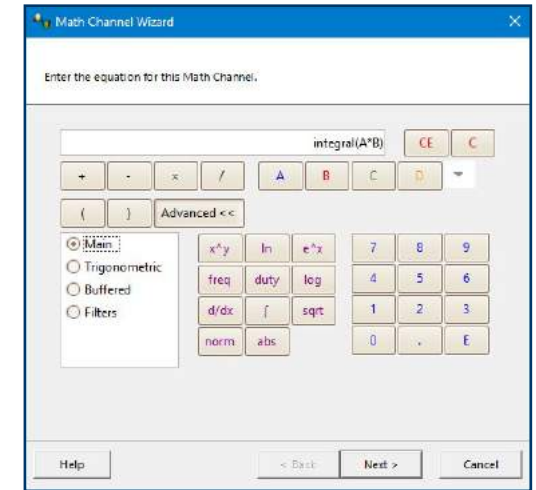 Math Channel Wizard
Enter the equation for this Math Channel.
integral(A*B) CE C
+ - x / A B C D
( ) Advanced <<
Main x^y ln e^x 7 8 9
Trigonometric freq duty log 4 5 6
Buffered d/dx ∫ sqrt 1 2 3
Filters norm abs 0 . E
Help < Back Next > Cancel